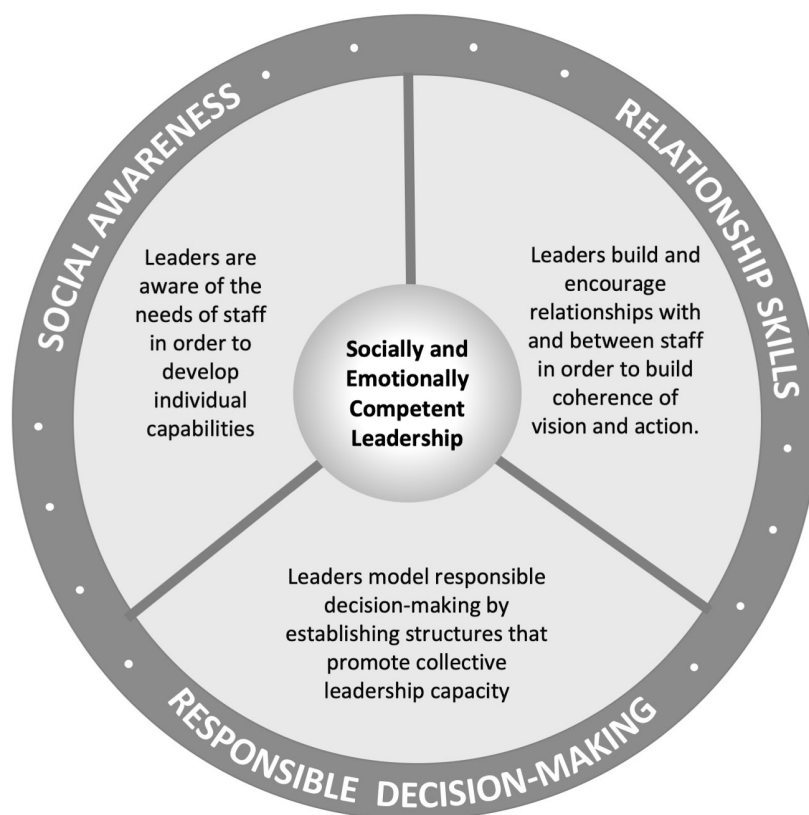 SOCIAL AWARENESS
Leaders are
aware of the
needs of staff
in order to
develop
individual
capabilities
Socially and
Emotionally
Competent
Leadership
RELATIONSHIP SKILLS
Leaders build and
encourage
relationships with
and between staff
in order to build
coherence of
vision and action.
Leaders model responsible
decision-making by
establishing structures that
promote collective
leadership capacity
RESPONSIBLE DECISION-MAKING